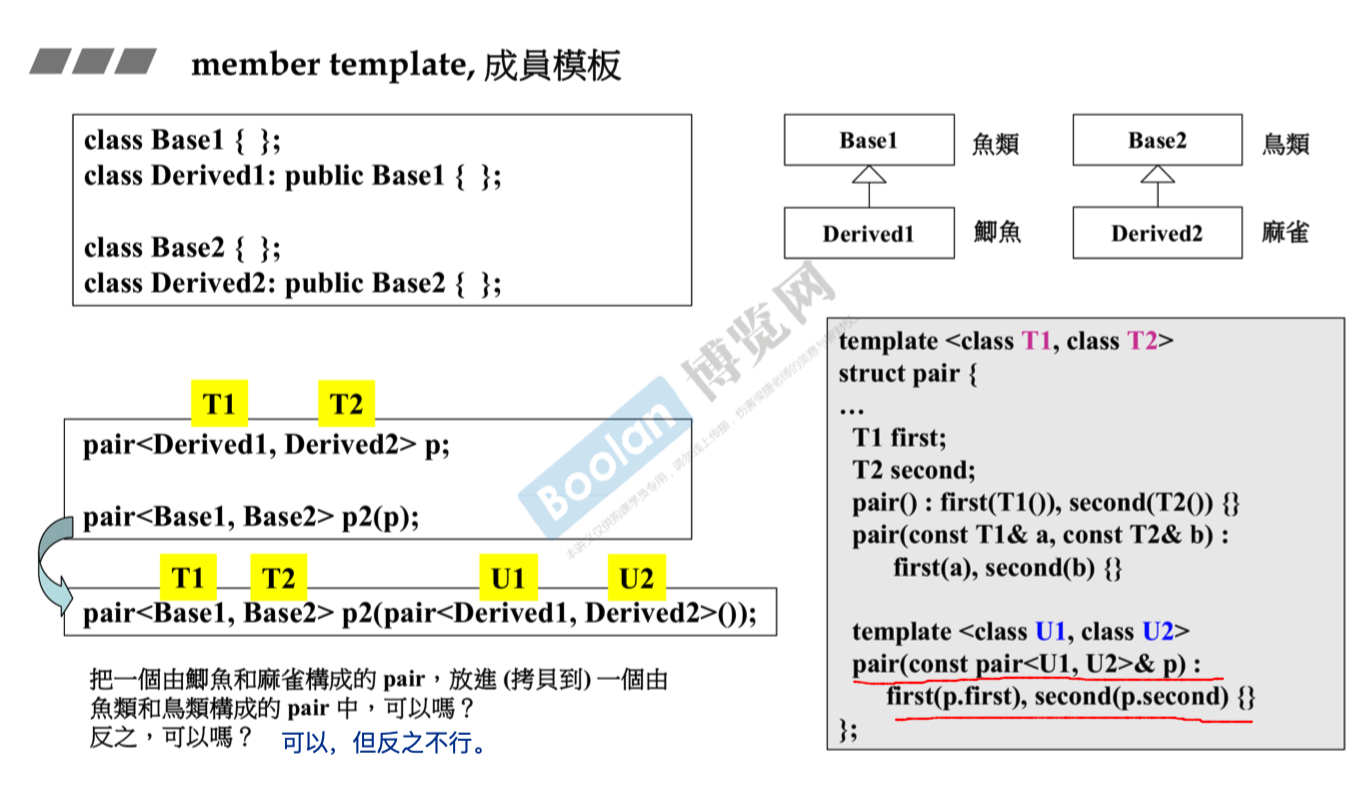 member template, 成員模板
class Base1 {  };
class Derived1: public Base1 {  };
class Base2 {  };
class Derived2: public Base2 {  };
Base1
魚類
Base2
鳥類
Derived1
鯽魚
Derived2
麻雀
T1
T2
pair<Derived1, Derived2> p;
pair<Base1, Base2> p2(p);
T1
T2
U1
U2
pair<Base1, Base2> p2(pair<Derived1, Derived2>());
把一個由鯽魚和麻雀構成的 pair，放進 (拷貝到) 一個由
魚類和鳥類構成的 pair 中，可以嗎？
反之，可以嗎？
可以，但反之不行。
template <class T1, class T2>
struct pair {
…
T1 first;
T2 second;
pair() : first(T1()), second(T2()) {}
pair(const T1& a, const T2& b) :
first(a), second(b) {}
template <class U1, class U2>
pair(const pair<U1, U2>& p) :
first(p.first), second(p.second) {}
};
Boolan 博览网